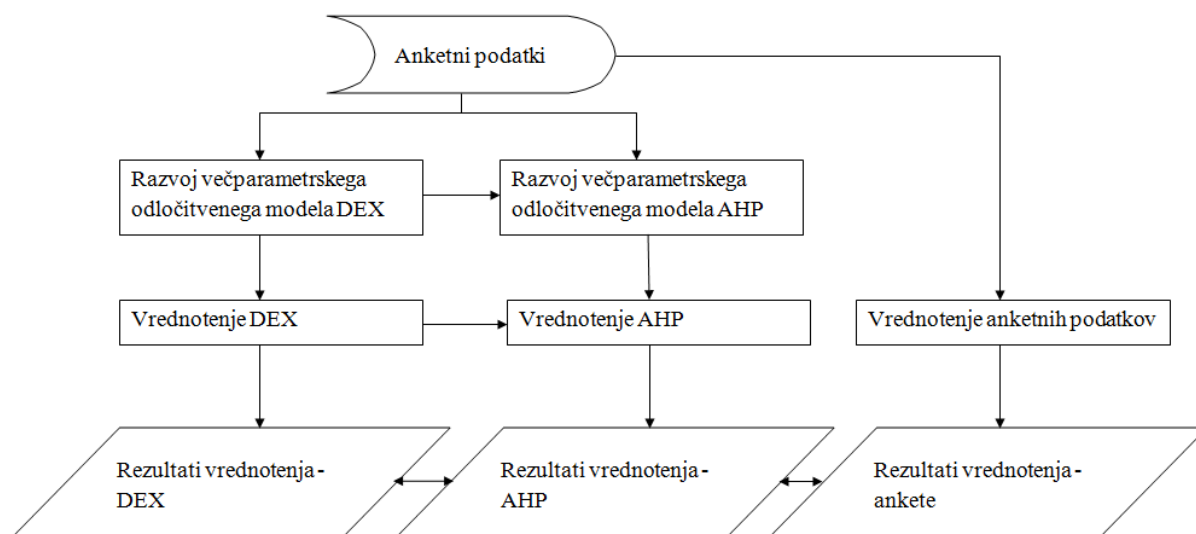 Anketni podatki
Razvoj večparametrskega
odločitvenega modela DEX
Razvoj večparametrskega
odločitvenega modela AHP
Vrednotenje DEX
Vrednotenje AHP
Vrednotenje anketnih podatkov
Rezultati vrednotenja-
DEX
Rezultati vrednotenja-
AHP
Rezultati vrednotenja-
ankete